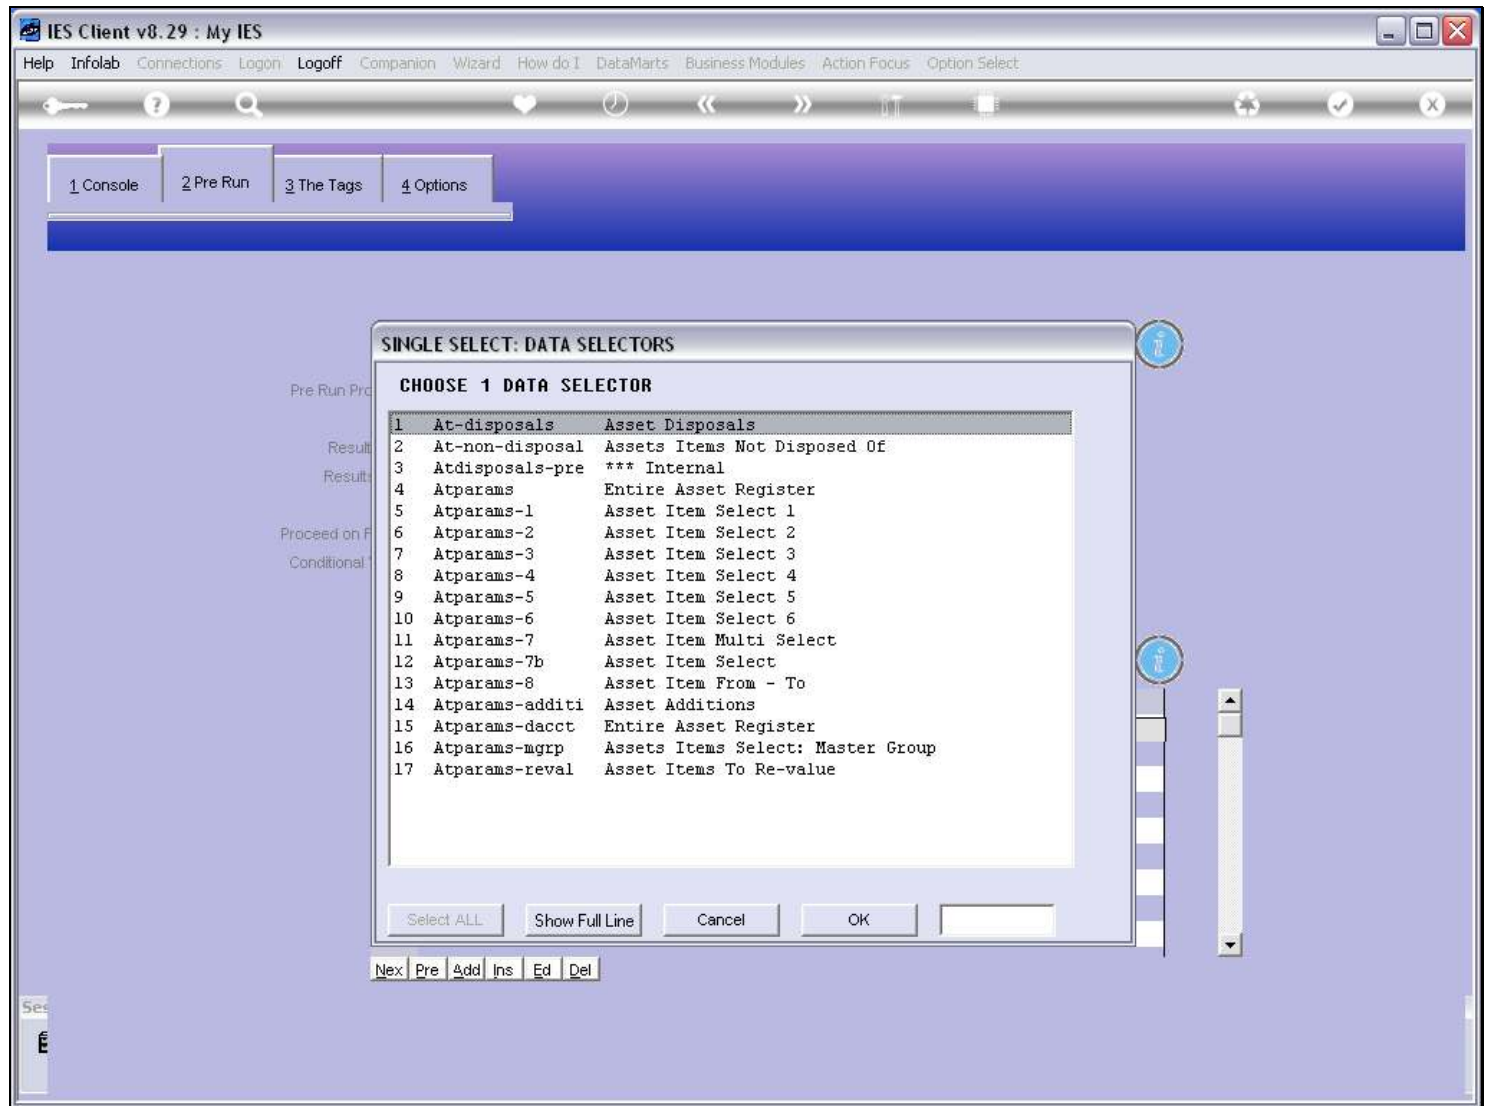 IES Client v8.29 : My IES
Help Infolab Connections Logon Logoff Companion Wizard How do I DataMarts Business Modules Action Focus Option Select
1 Console 2 Pre Run 3 The Tags 4 Options
SINGLE SELECT: DATA SELECTORS
CHOOSE 1 DATA SELECTOR
Pre Run
Proceed on
Conditional
1 At-disposals Asset Disposals
2 At-non-disposal Assets Items Not Disposed Of
3 Atdisposals-pre *** Internal
4 Atparams Entire Asset Register
5 Atparams-1 Asset Item Select 1
6 Atparams-2 Asset Item Select 2
7 Atparams-3 Asset Item Select 3
8 Atparams-4 Asset Item Select 4
9 Atparams-5 Asset Item Select 5
10 Atparams-6 Asset Item Select 6
11 Atparams-7 Asset Item Multi Select
12 Atparams-7b Asset Item Select
13 Atparams-8 Asset Item From - To
14 Atparams-additi Asset Additions
15 Atparams-dacct Entire Asset Register
16 Atparams-mgrp Assets Items Select: Master Group
17 Atparams-reval Asset Items To Re-value
Select ALL Show Full Line Cancel OK
Nex Pre Add Ins Ed Del